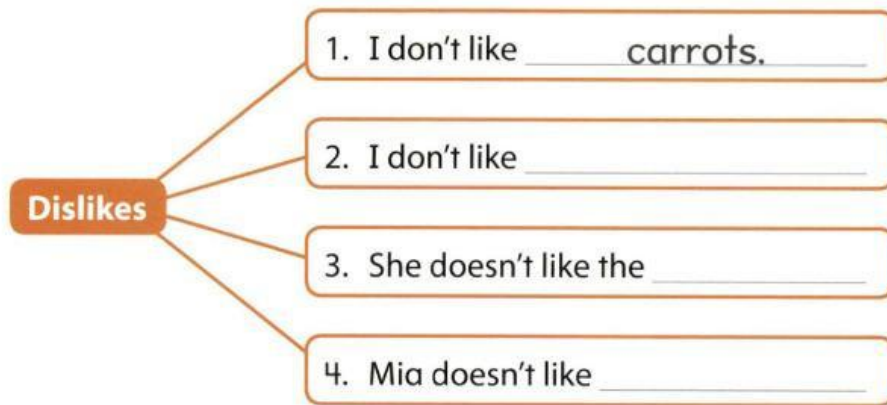 1. I don't like carrots.
2. I don't like
Dislikes
3. She doesn't like the
4. Mia doesn't like